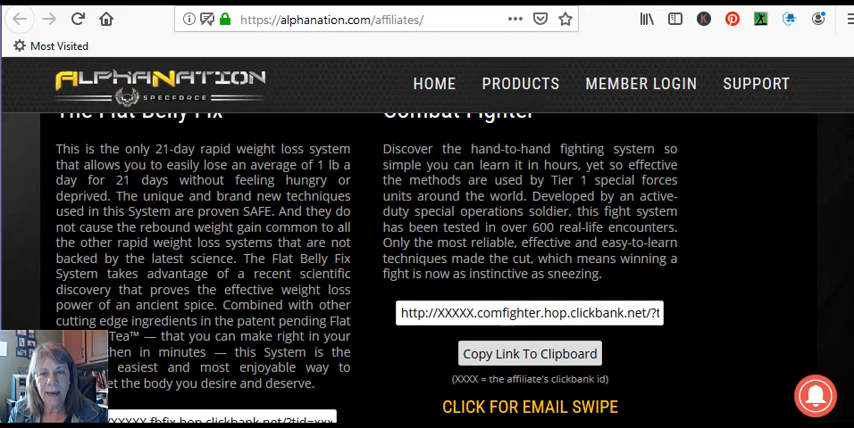 https://alphanation.com/affiliates/
Most Visited
ALPHANATION
SPECFORCE
HOME PRODUCTS MEMBER LOGIN SUPPORT
The Flat Belly Fix
This is the only 21-day rapid weight loss system
that allows you to easily lose an average of 1 lb a
day for 21 days without feeling hungry or
deprived. The unique and brand new techniques
used in this System are proven SAFE. And they do
not cause the rebound weight gain common to all
the other rapid weight loss systems that are not
backed by the latest science. The Flat Belly Fix
System takes advantage of a recent scientific
discovery that proves the effective weight loss
power of an ancient spice. Combined with other
cutting edge ingredients in the patent pending Flat
Tea™ — that you can make right in your
in minutes — this System is the
easiest and most enjoyable way to
the body you desire and deserve.
XXXXX.fbfix.hop.clickbank.net/?tid=xxx
Combat Fighter
Discover the hand-to-hand fighting system so
simple you can learn it in hours, yet so effective
the methods are used by Tier 1 special forces
units around the world. Developed by an active-
duty special operations soldier, this fight system
has been tested in over 600 real-life encounters.
Only the most reliable, effective and easy-to-learn
techniques made the cut, which means winning a
fight is now as instinctive as sneezing.
http://XXXXX.comfighter.hop.clickbank.net/?t
Copy Link To Clipboard
(XXXX = the affiliate's clickbank id)
CLICK FOR EMAIL SWIPE